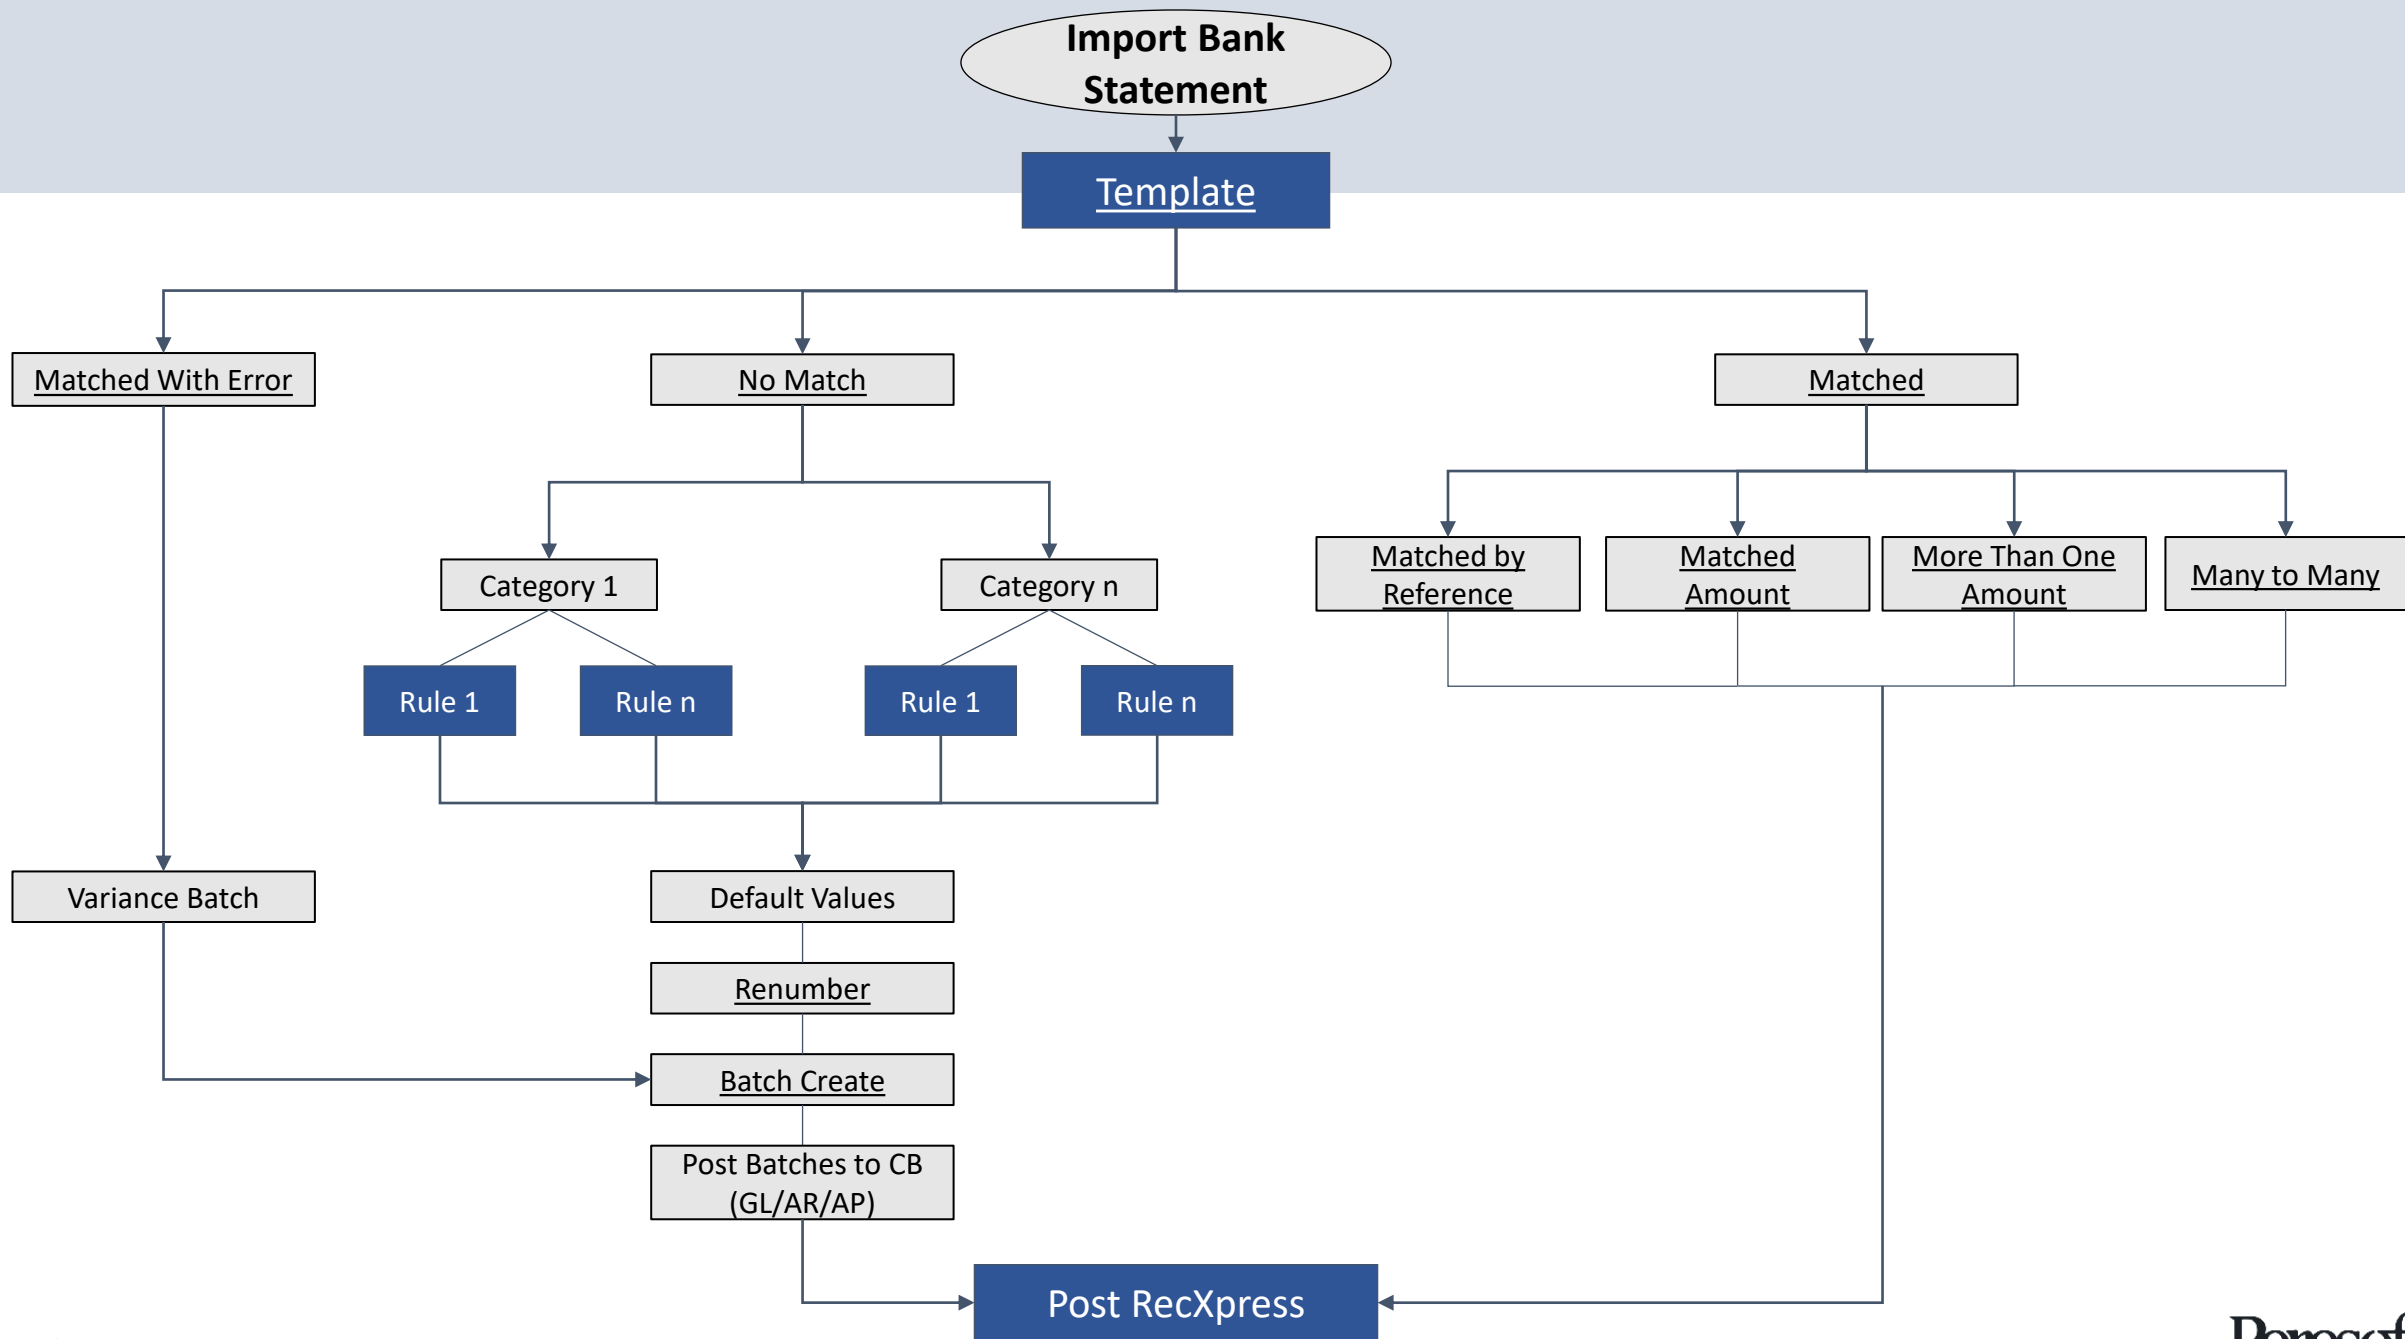 Import Bank
Statement
Template
Matched With Error
No Match
Matched
Category 1
Category n
Matched by
Reference
Matched
Amount
More Than One
Amount
Many to Many
Rule 1
Rule n
Rule 1
Rule n
Variance Batch
Default Values
Renumber
Batch Create
Post Batches to CB
(GL/AR/AP)
Post RecXpress